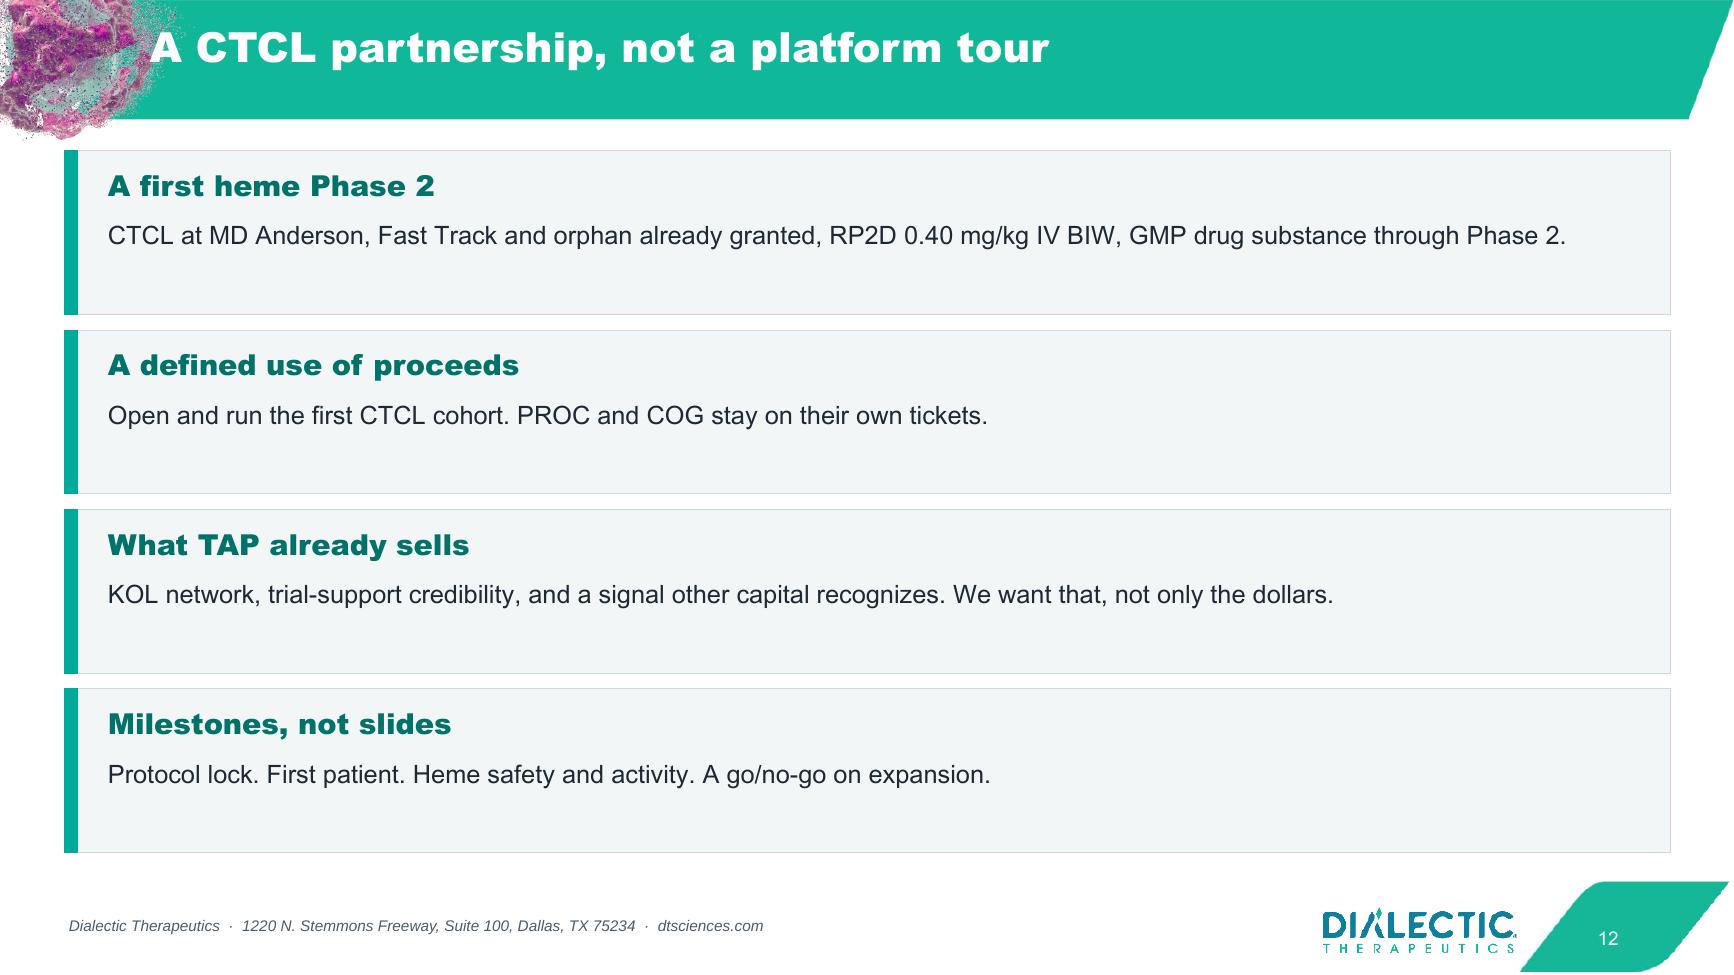 A CTCL partnership, not a platform tour
A first heme Phase 2
CTCL at MD Anderson, Fast Track and orphan already granted, RP2D 0.40 mg/kg IV BIW, GMP drug substance through Phase 2.
A defined use of proceeds
Open and run the first CTCL cohort. PROC and COG stay on their own tickets.
What TAP already sells
KOL network, trial-support credibility, and a signal other capital recognizes. We want that, not only the dollars.
Milestones, not slides
Protocol lock. First patient. Heme safety and activity. A go/no-go on expansion.
Dialectic Therapeutics · 1220 N. Stemmons Freeway, Suite 100, Dallas, TX 75234 · dtsciences.com
DIALECTIC
THERAPEUTICS
12